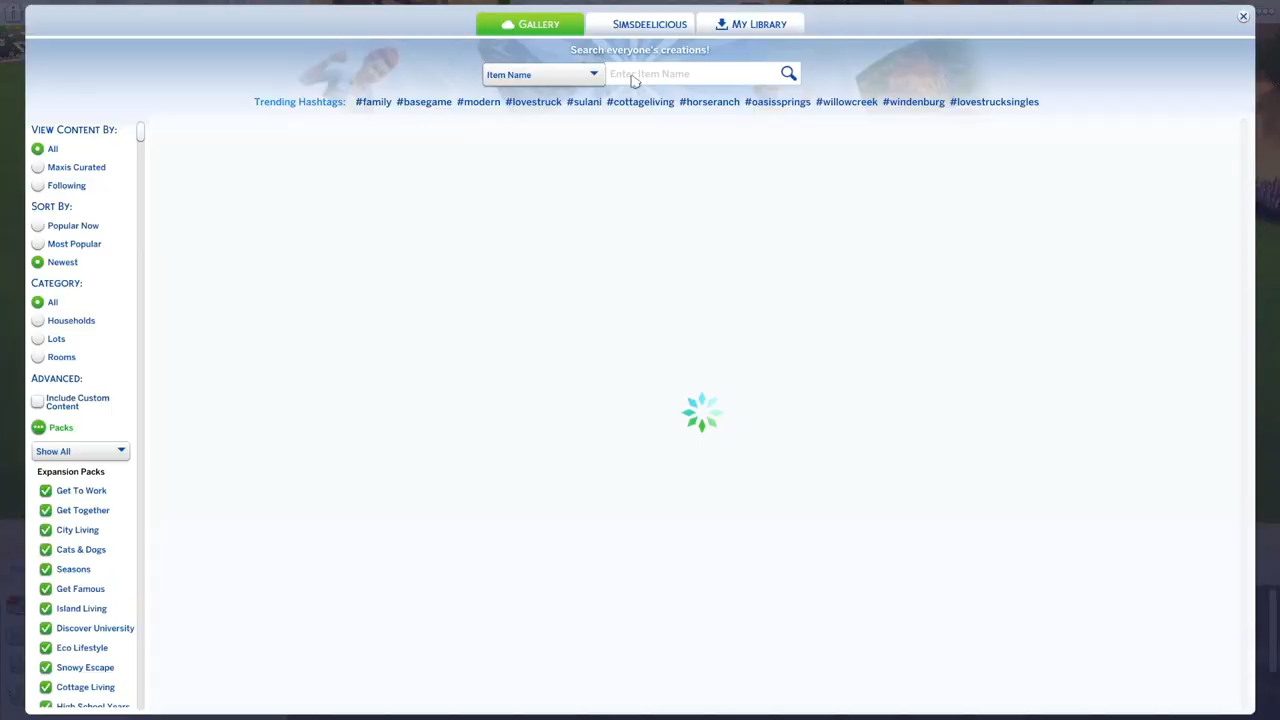 GALLERY
SIMSDEELICIOUS
MY LIBRARY
Search everyone's creations!
Item Name
Enter Item Name
Trending Hashtags: #family #basegame #modern #lovestruck #sulani #cottageliving #horseranch #oasissprings #willowcreek #windenburg #lovestrucksingles
VIEW CONTENT BY:
All
Maxis Curated
Following
SORT BY:
Popular Now
Most Popular
Newest
CATEGORY:
All
Households
Lots
Rooms
ADVANCED:
Include Custom
Content
Packs
Show All
Expansion Packs
Get To Work
Get Together
City Living
Cats & Dogs
Seasons
Get Famous
Island Living
Discover University
Eco Lifestyle
Snowy Escape
Cottage Living
High School Years